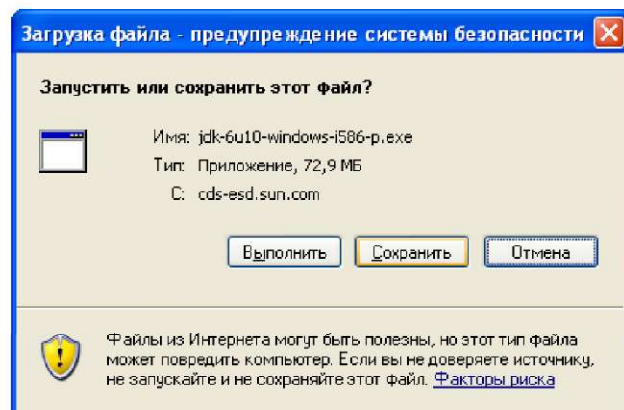 Загрузка файла - предупреждение системы безопасности
Запустить или сохранить этот файл?
Имя: jdk-6u10-windows-i586-p.exe
Тип: Приложение, 72,9 МБ
С: cds-esd.sun.com
Выполнить Сохранить Отмена
Файлы из Интернета могут быть полезны, но этот тип файла
может повредить компьютер. Если вы не доверяете источнику,
не запускайте и не сохраняйте этот файл. Факторы риска